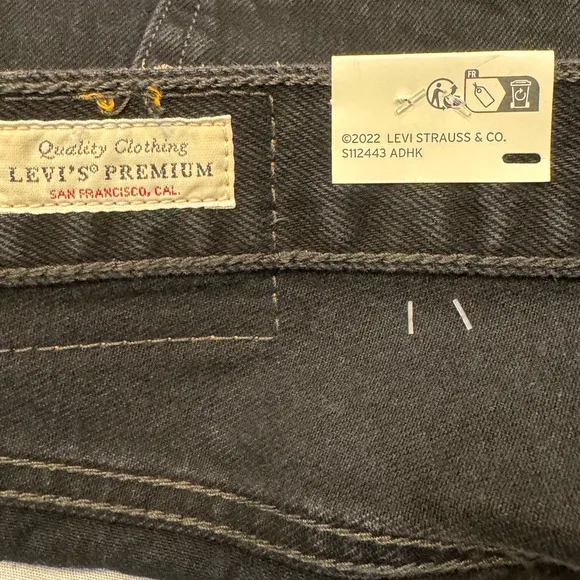 Quality Clothing
LEVI'S® PREMIUM
SAN FRANCISCO, CAL.
FR
©2022 LEVI STRAUSS & CO.
S112443 ADHK